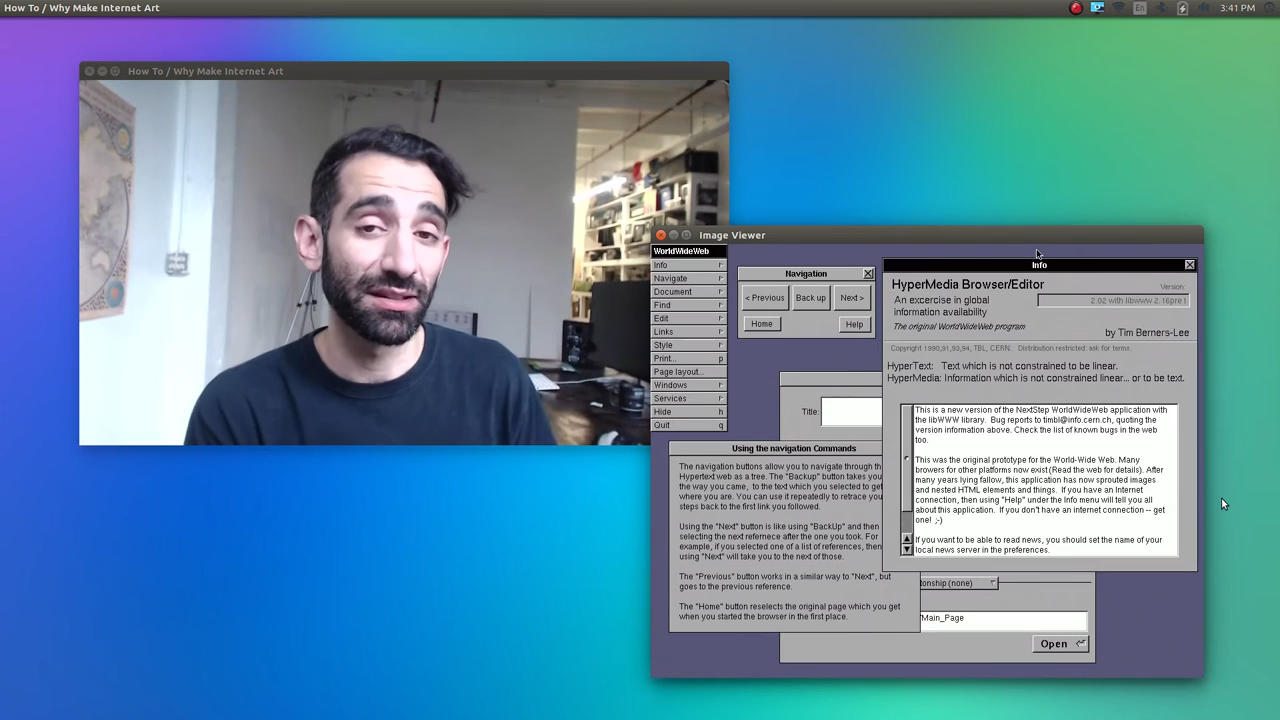 How To / Why Make Internet Art
En
3:41 PM
How To / Why Make Internet Art
Image Viewer
WorldWideWeb
Info
Navigate
Document
Find
Edit
Links
Style
Print...
Page layout...
Windows
Services
Hide h
Quit q
Navigation
< Previous
Back up
Next >
Home
Help
Title:
Using the navigation Commands
The navigation buttons allow you to navigate through th
Hypertext web as a tree. The "Backup" button takes you
the way you came, to the text which you selected to get
where you are. You can use it repeatedly to retrace you
steps back to the first link you followed.
Using the "Next" button is like using "BackUp" and then
selecting the next refernece after the one you took. For
example, if you selected one of a list of references, then
using "Next" will take you to the next of those.
The "Previous" button works in a similar way to "Next", but
goes to the previous reference.
The "Home" button reselects the original page which you get
when you started the browser in the first place.
Info
HyperMedia Browser/Editor
Version:
An excercise in global
information availability
2.02 with libwww 2.16pre1
The original WorldWideWeb program
by Tim Berners-Lee
Copyright 1990,91,93,94, TBL, CERN. Distribution restricted: ask for terms.
HyperText: Text which is not constrained to be linear.
HyperMedia: Information which is not constrained linear... or to be text.
This is a new version of the NextStep WorldWideWeb application with
the libWWW library. Bug reports to timbl@info.cern.ch, quoting the
version information above. Check the list of known bugs in the web
too.
This was the original prototype for the World-Wide Web. Many
browsers for other platforms now exist (Read the web for details). After
many years lying fallow, this application has now sprouted images
and nested HTML elements and things. If you have an Internet
connection, then using "Help" under the Info menu will tell you all
about this application. If you don't have an internet connection -- get
one! ;-)
If you want to be able to read news, you should set the name of your
local news server in the preferences.
tionship (none)
/Main_Page
Open